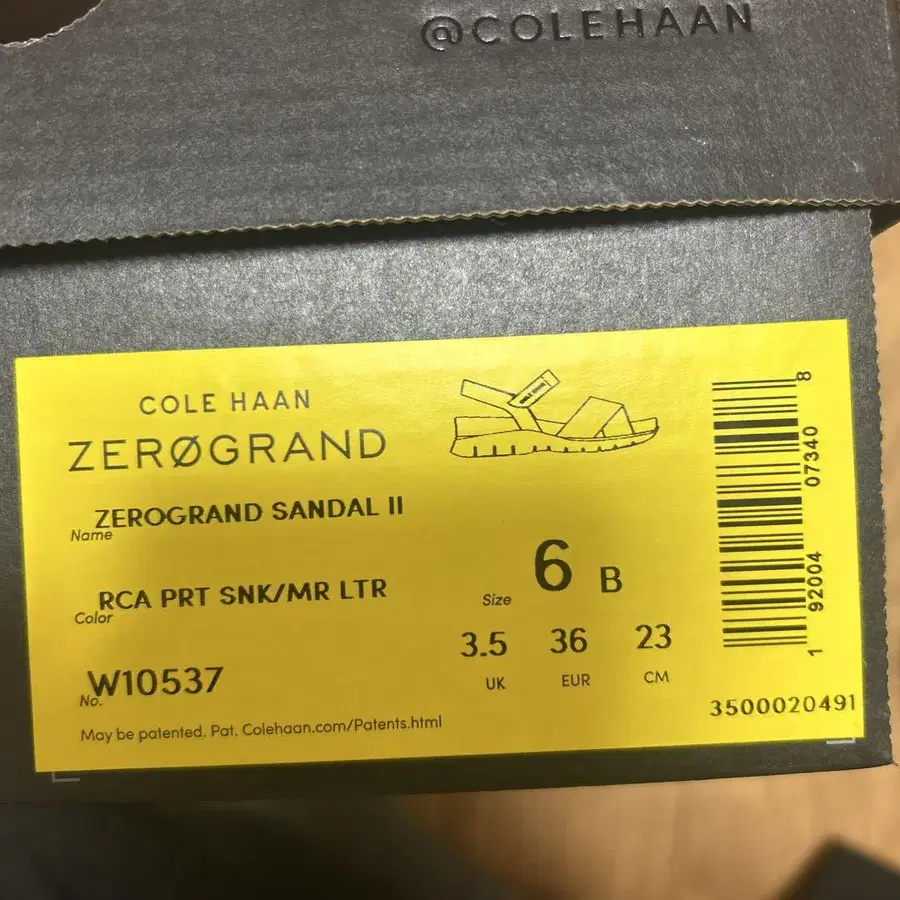 @COLEHAAN
COLE HAAN
ZERØGRAND
ZEROGRAND SANDAL II
Name
RCA PRT SNK/MR LTR
Color
W10537
No.
May be patented. Pat. Colehaan.com/Patents.html
Size
6 B
3.5 36 23
UK EUR CM
1 92004 07340 8
3500020491